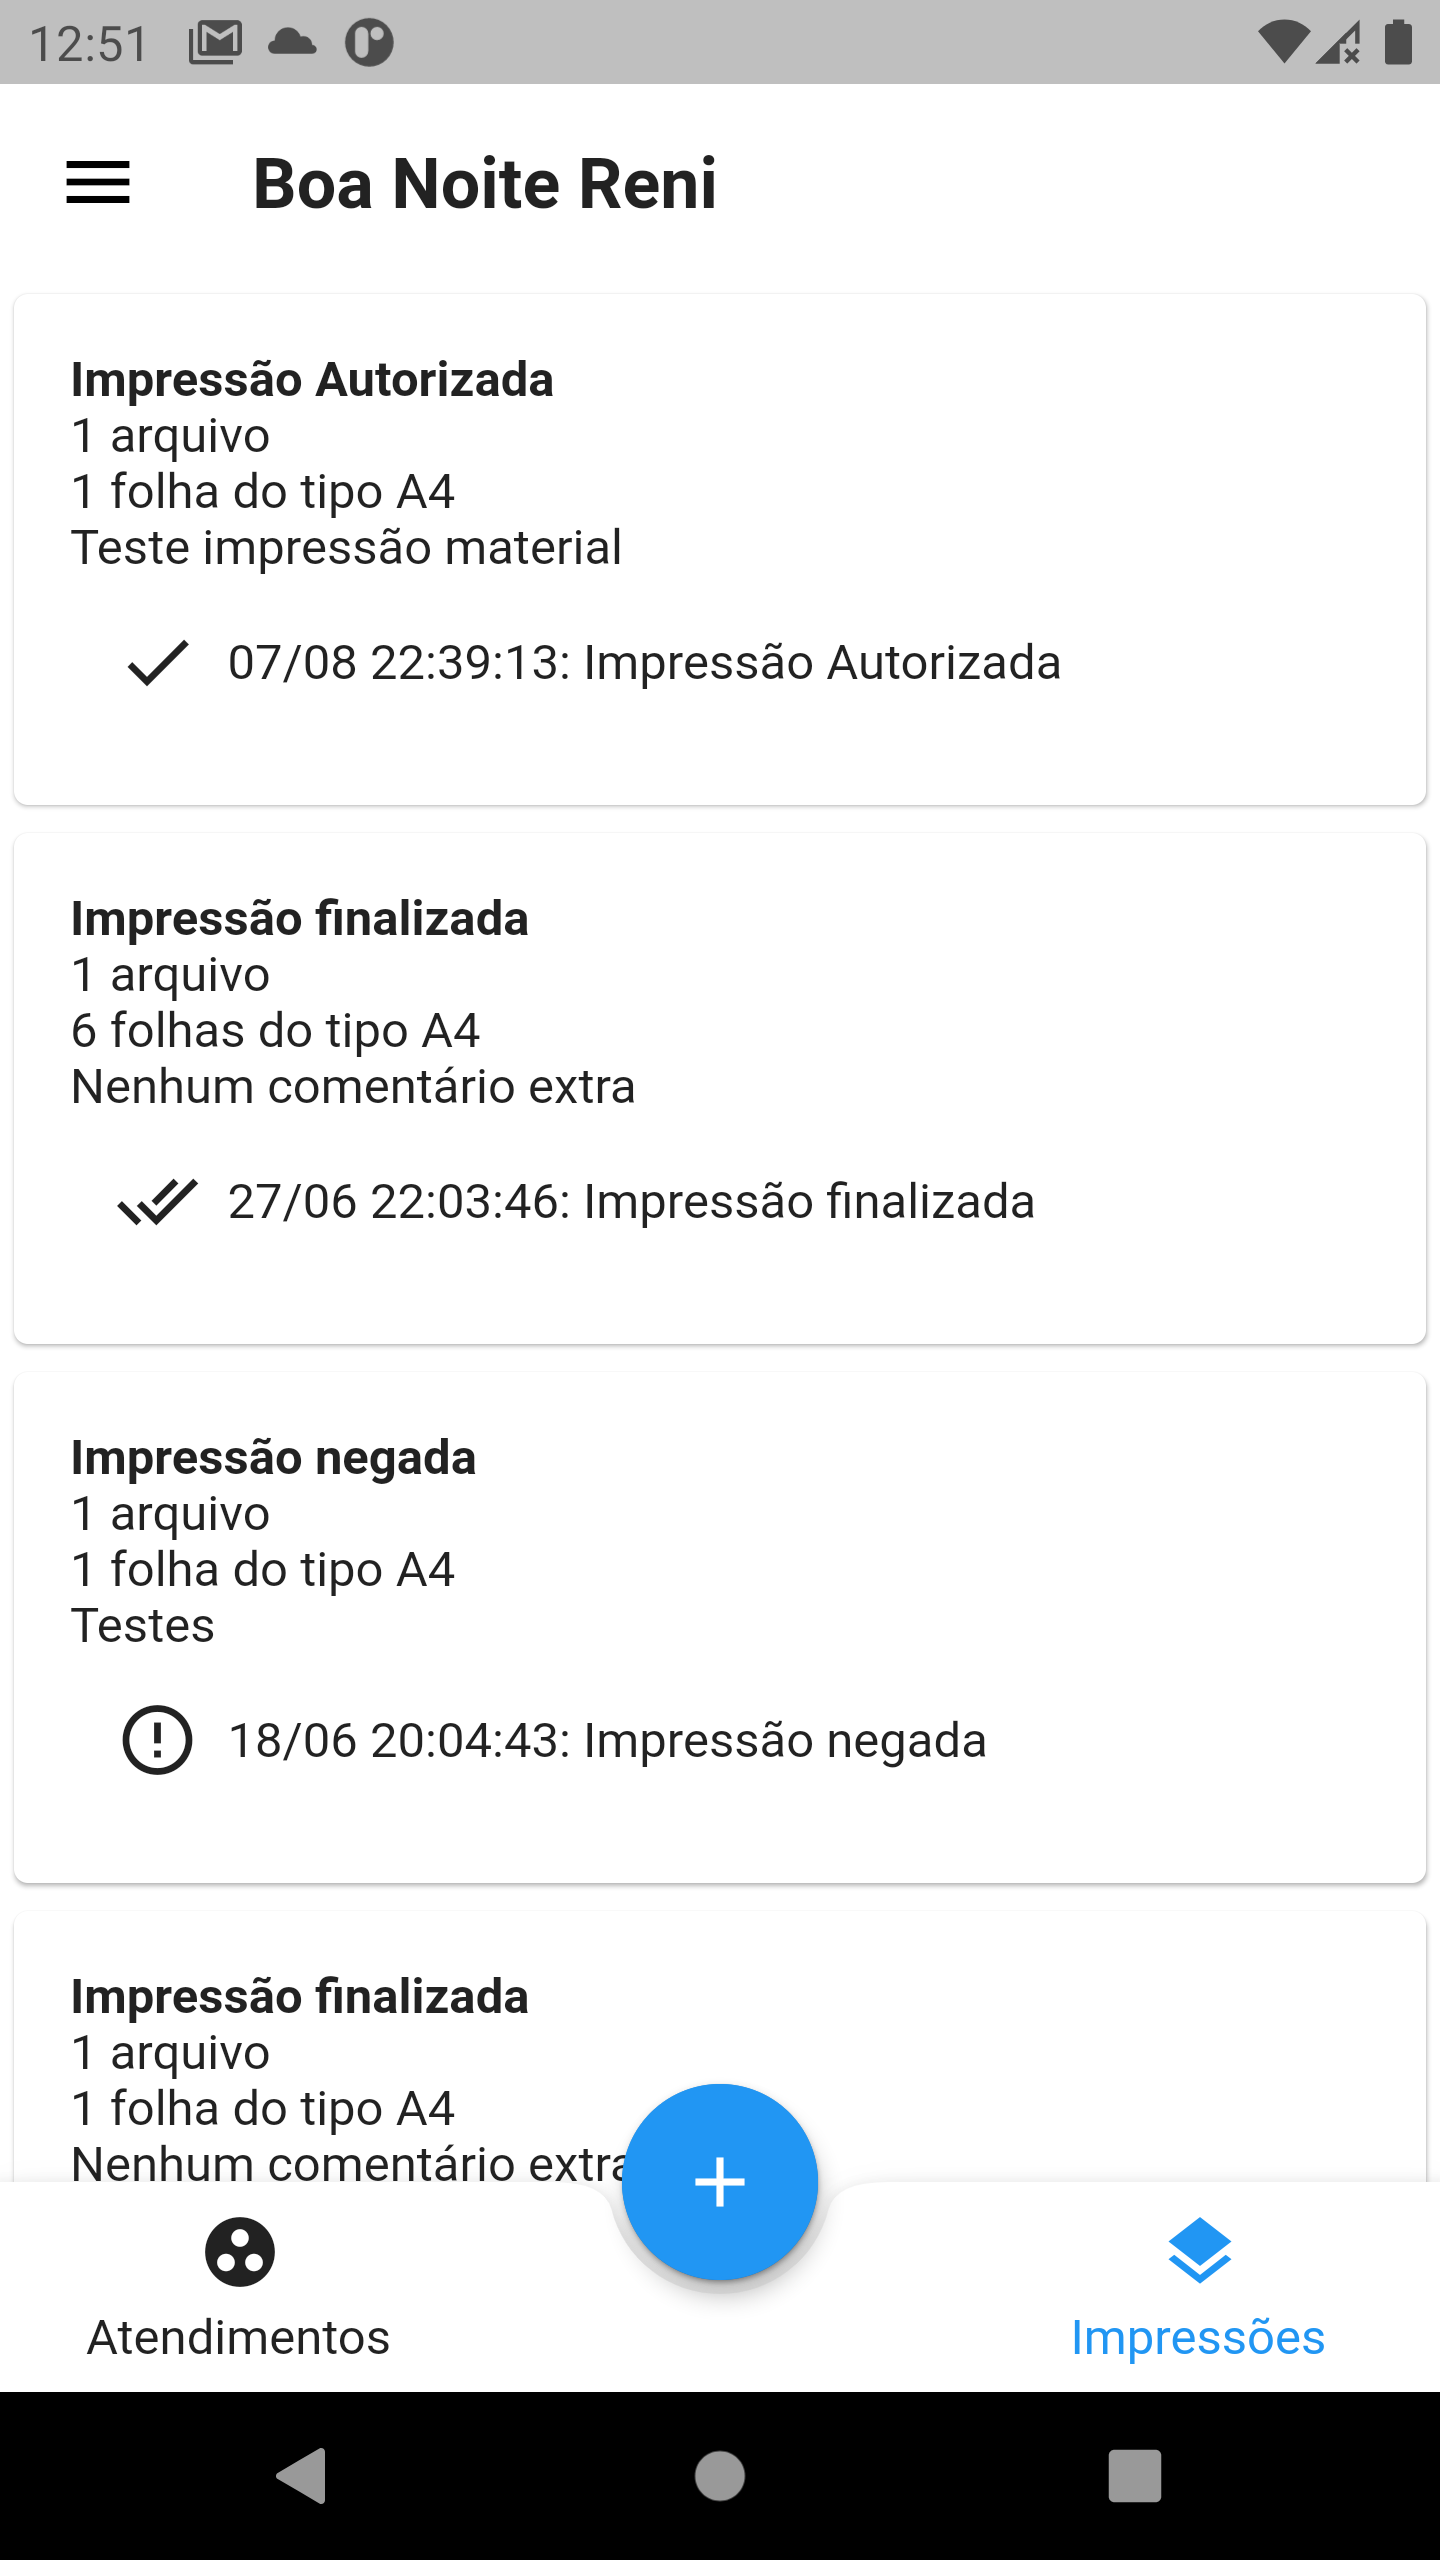 12:51
Boa Noite Reni
Impressão Autorizada
1 arquivo
1 folha do tipo A4
Teste impressão material
07/08 22:39:13: Impressão Autorizada
Impressão finalizada
1 arquivo
6 folhas do tipo A4
Nenhum comentário extra
27/06 22:03:46: Impressão finalizada
Impressão negada
1 arquivo
1 folha do tipo A4
Testes
18/06 20:04:43: Impressão negada
Impressão finalizada
1 arquivo
1 folha do tipo A4
Nenhum comentário extra
Atendimentos
Impressões